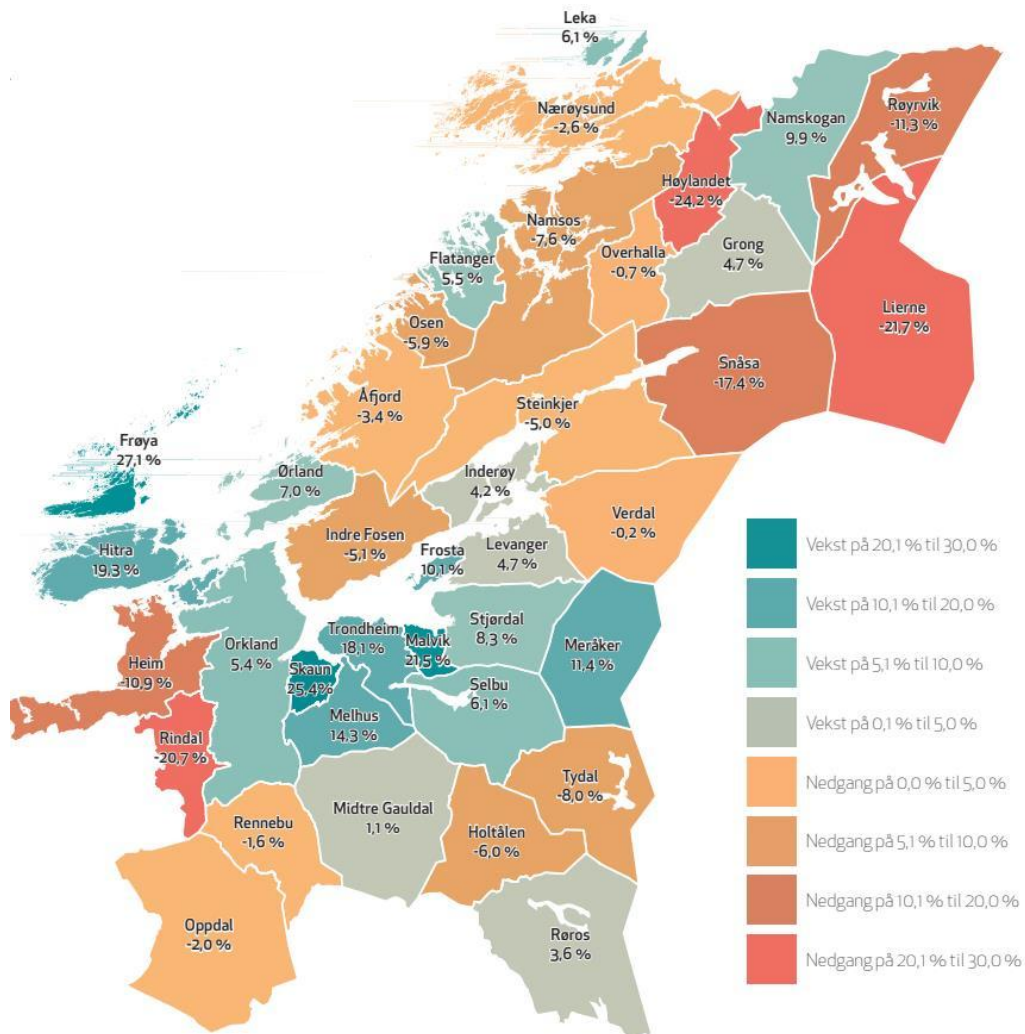 Leka
6,1 %
Nærøysund
-2,6 %
Namskogan
9,9 %
Røyrvik
-11,3 %
Høylandet
-24,2 %
Namsos
-7,6 %
Overhalla
-0,7 %
Grong
4,7 %
Flatanger
5,5 %
Lierne
-21,7 %
Osen
-5,9 %
Snåsa
-17,4 %
Åfjord
-3,4 %
Steinkjer
-5,0 %
Frøya
27,1 %
Ørland
7,0 %
Inderøy
4,2 %
Verdal
-0,2 %
Indre Fosen
-5,1 %
Hitra
19,3 %
Frosta
10,1 %
Levanger
4,7 %
Stjørdal
8,3 %
Trondheim
18,1 %
Malvik
21,5 %
Meråker
11,4 %
Orkland
5,4 %
Heim
-10,9 %
Skaun
25,4%
Selbu
6,1 %
Melhus
14,3 %
Rindal
-20,7 %
Tydal
-8,0 %
Midtre Gauldal
1,1 %
Rennebu
-1,6 %
Holtålen
-6,0 %
Oppdal
-2,0 %
Røros
3,6 %
Vekst på 20,1 % til 30,0 %
Vekst på 10,1 % til 20,0 %
Vekst på 5,1 % til 10,0 %
Vekst på 0,1 % til 5,0 %
Nedgang på 0,0 % til 5,0 %
Nedgang på 5,1 % til 10,0 %
Nedgang på 10,1 % til 20,0 %
Nedgang på 20,1 % til 30,0 %